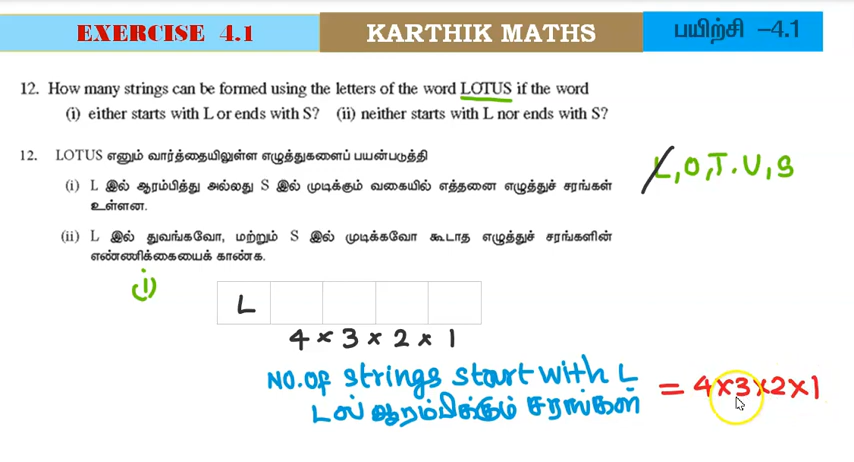 EXERCISE 4.1 KARTHIK MATHS பயிற்சி -4.1
12. How many strings can be formed using the letters of the word LOTUS if the word
(i) either starts with L or ends with S? (ii) neither starts with L nor ends with S?
12. LOTUS எனும் வார்த்தையிலுள்ள எழுத்துகளைப் பயன்படுத்தி
L, O, T. U, S
(i) L இல் ஆரம்பித்து அல்லது S இல் முடிக்கும் வகையில் எத்தனை எழுத்துச் சரங்கள்
உள்ளன.
(ii) L இல் துவங்கவோ, மற்றும் S இல் முடிக்கவோ கூடாத எழுத்துச் சரங்களின்
எண்ணிக்கையைக் காண்க.
i)
L
4 × 3 × 2 × 1
NO. OF strings start with L
= 4×3×2×1
L ல் ஆரம்பிக்கும் சரங்கள்